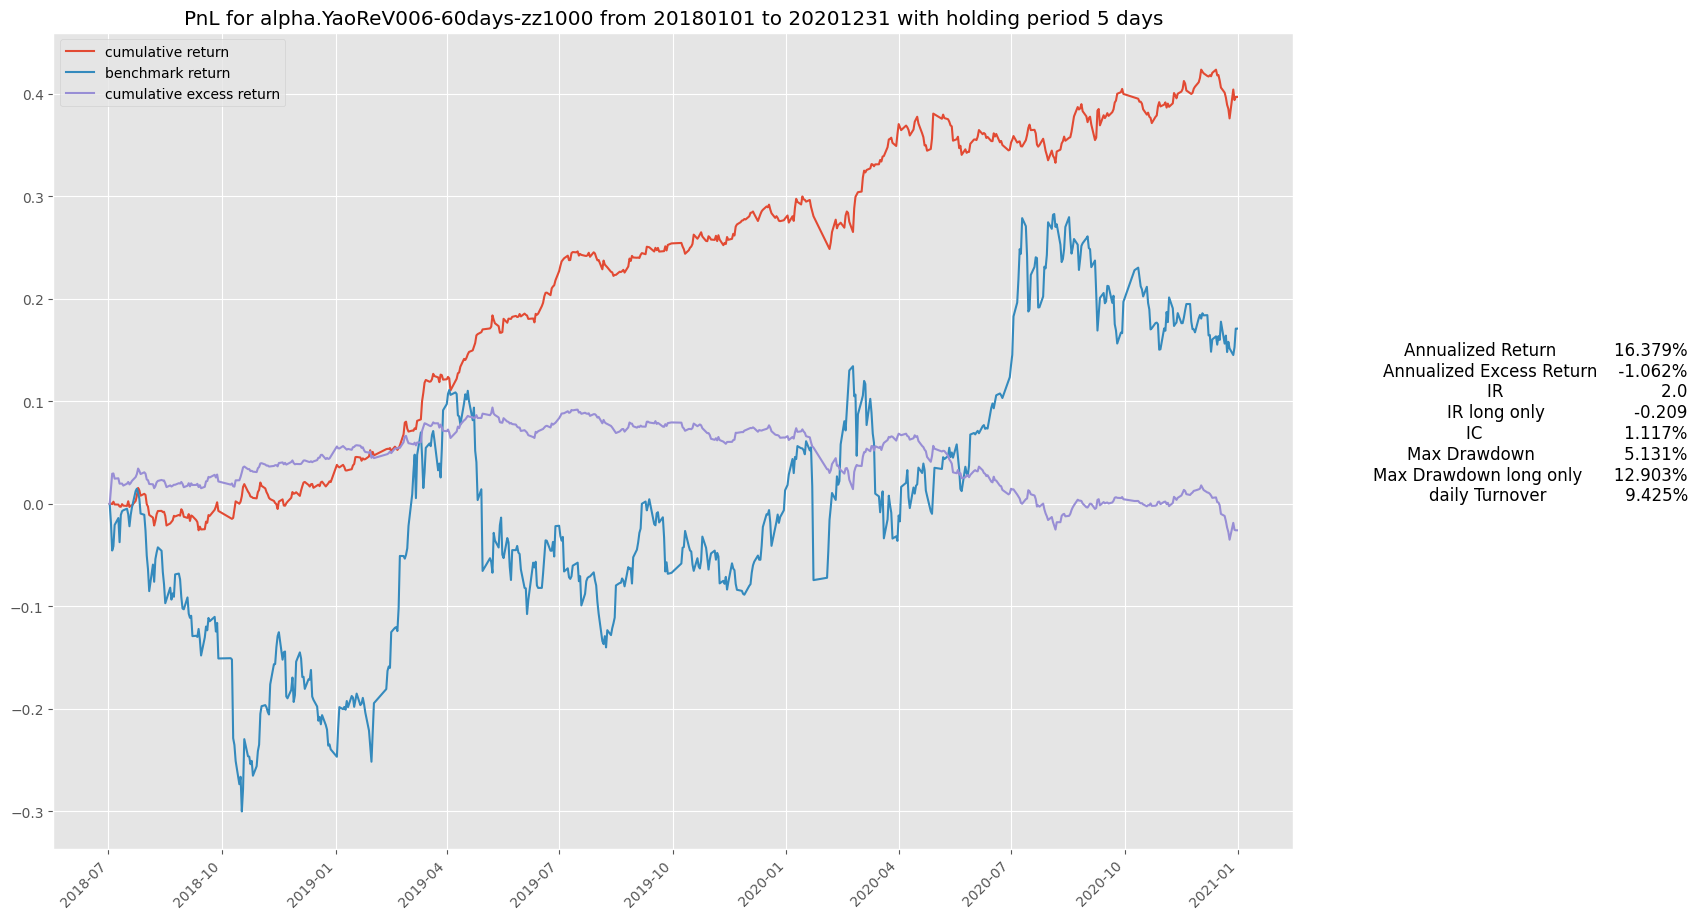 PnL for alpha.YaoReV006-60days-zz1000 from 20180101 to 20201231 with holding period 5 days
cumulative return
benchmark return
cumulative excess return
0.4
0.3
0.2
0.1
0.0
−0.1
−0.2
−0.3
2018-07
2018-10
2019-01
2019-04
2019-07
2019-10
2020-01
2020-04
2020-07
2020-10
2021-01
Annualized Return 16.379%
Annualized Excess Return -1.062%
IR 2.0
IR long only -0.209
IC 1.117%
Max Drawdown 5.131%
Max Drawdown long only 12.903%
daily Turnover 9.425%